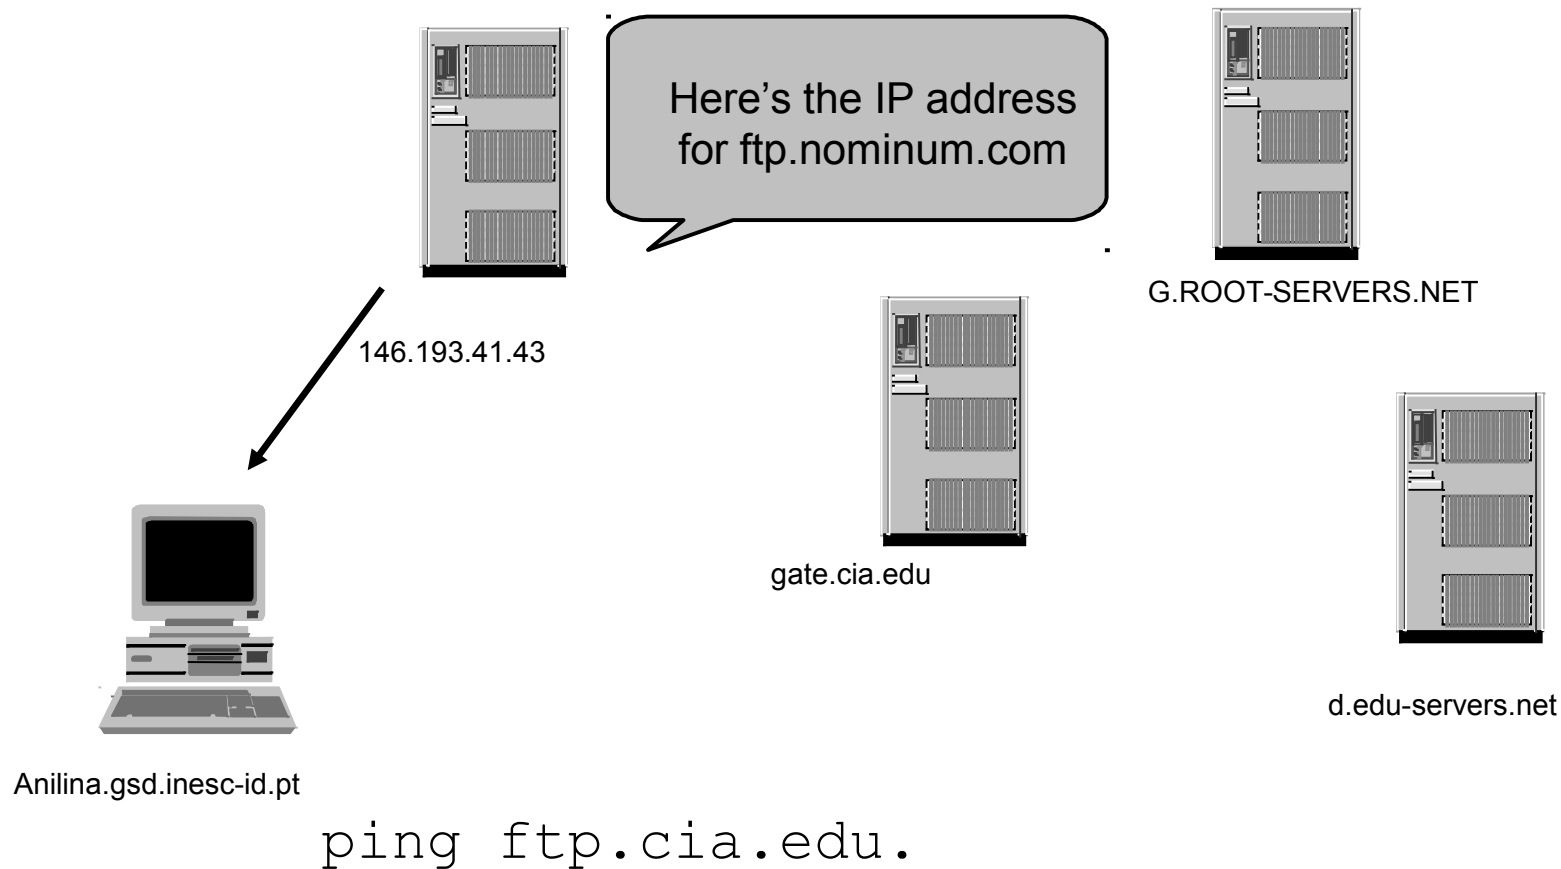 Here’s the IP address
for ftp.nominum.com
G.ROOT-SERVERS.NET
146.193.41.43
gate.cia.edu
d.edu-servers.net
Anilina.gsd.inesc-id.pt
ping ftp.cia.edu.